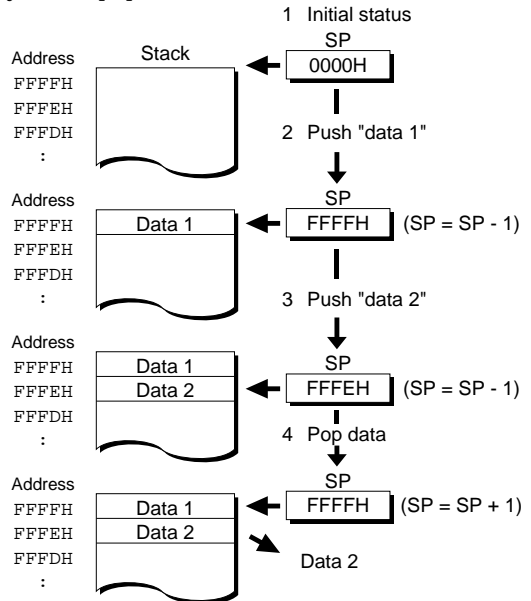 1 Initial status
SP
Address Stack 0000H
FFFFH
FFFEH
FFFDH 2 Push "data 1"
:
Address SP
FFFFH Data 1 FFFFH (SP = SP - 1)
FFFEH
FFFDH
: 3 Push "data 2"
Address
FFFFH Data 1 SP
FFFEH Data 2 FFFEH (SP = SP - 1)
FFFDH
: 4 Pop data
Address SP
FFFFH Data 1 FFFFH (SP = SP + 1)
FFFEH Data 2
FFFDH Data 2
: